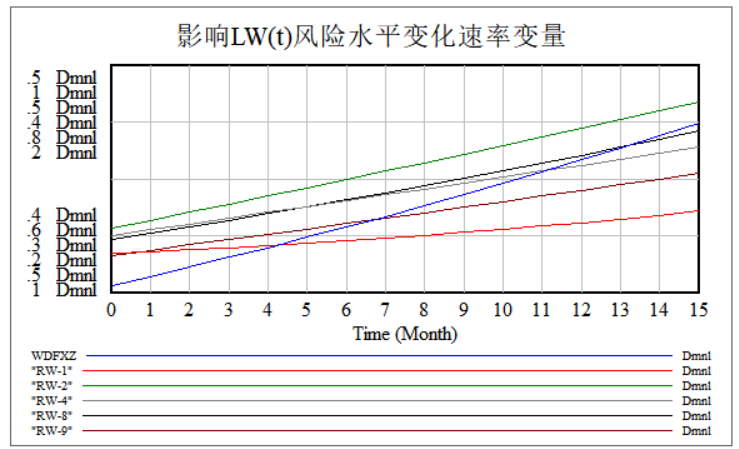 影响LW(t)风险水平变化速率变量
.5 Dmnl
1 Dmnl
.5 Dmnl
.4 Dmnl
.8 Dmnl
2 Dmnl
.4 Dmnl
.6 Dmnl
.3 Dmnl
.2 Dmnl
.5 Dmnl
1 Dmnl
0 1 2 3 4 5 6 7 8 9 10 11 12 13 14 15
Time (Month)
WDFXZ Dmnl
"RW-1" Dmnl
"RW-2" Dmnl
"RW-4" Dmnl
"RW-8" Dmnl
"RW-9" Dmnl